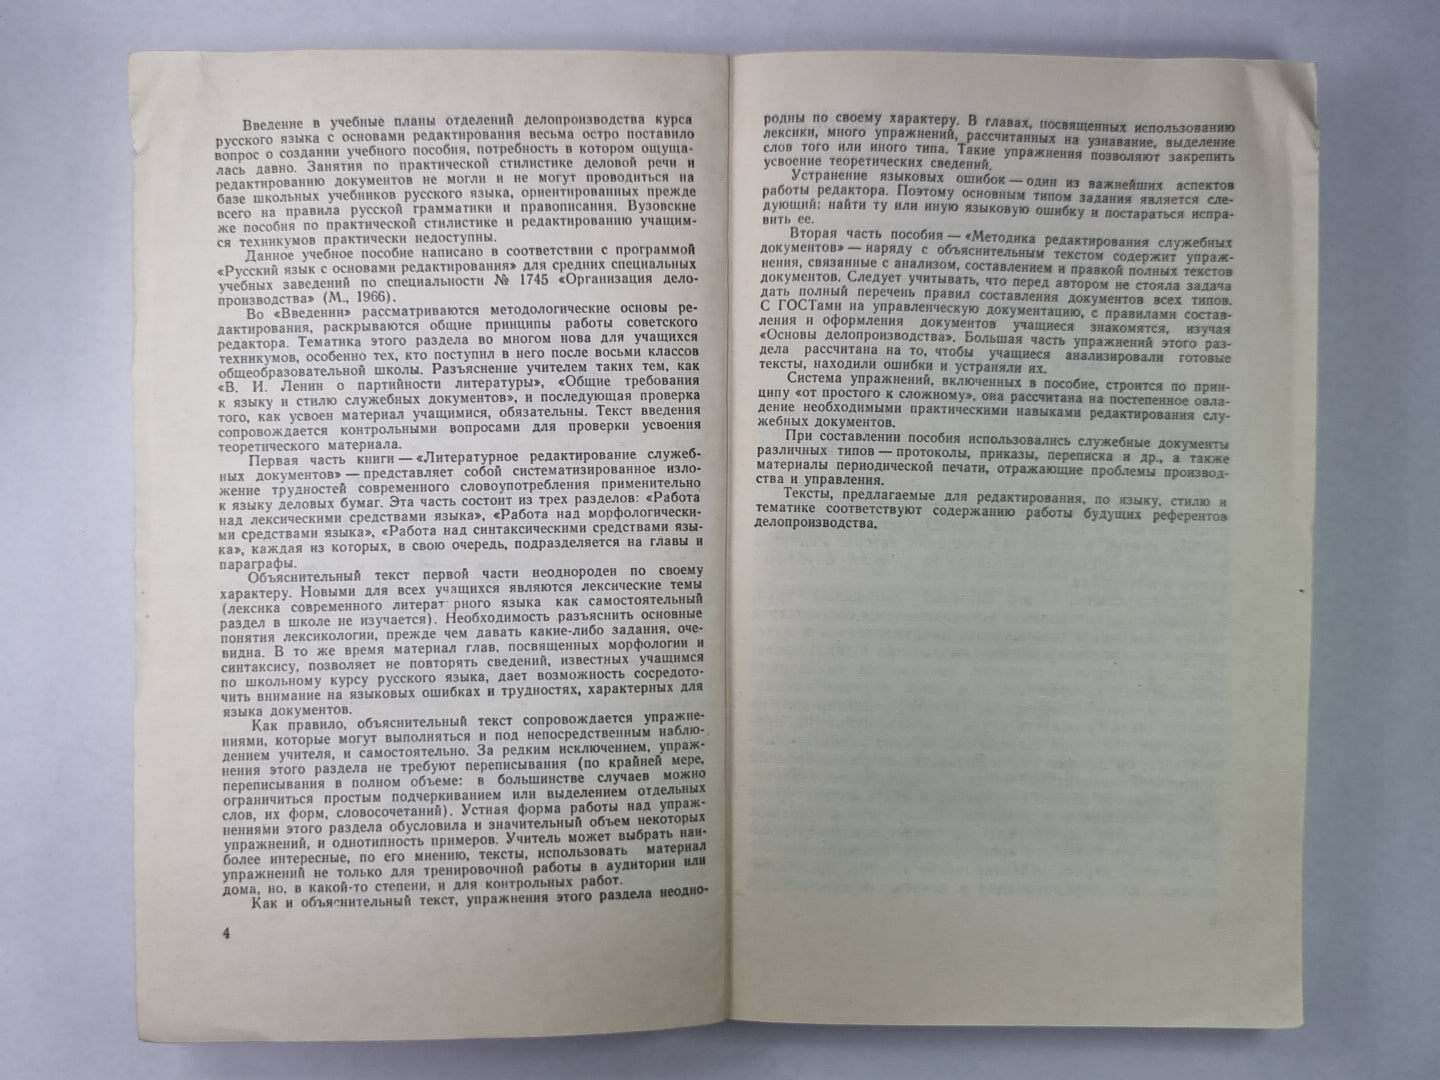 Введение в учебные планы отделений делопроизводства курса
русского языка с основами редактирования весьма остро поставило
вопрос о создании учебного пособия, потребность в котором ощуща-
лась давно. Занятия по практической стилистике деловой речи и
редактированию документов не могли и не могут проводиться на
базе школьных учебников русского языка, ориентированных прежде
всего на правила русской грамматики и правописания. Вузовские
же пособия по практической стилистике и редактированию учащим-
ся техникумов практически недоступны.
Данное учебное пособие написано в соответствии с программой
«Русский язык с основами редактирования» для средних специальных
учебных заведений по специальности № 1745 «Организация дело-
производства» (М., 1966).
Во «Введении» рассматриваются методологические основы ре-
дактирования, раскрываются общие принципы работы советского
редактора. Тематика этого раздела во многом нова для учащихся
техникумов, особенно тех, кто поступил в него после восьми классов
общеобразовательной школы. Разъяснение учителем таких тем, как
«В. И. Ленин о партийности литературы», «Общие требования
к языку и стилю служебных документов», и последующая проверка
того, как усвоен материал учащимися, обязательны. Текст введения
сопровождается контрольными вопросами для проверки усвоения
теоретического материала.
Первая часть книги — «Литературное редактирование служеб-
ных документов» — представляет собой систематизированное изло-
жение трудностей современного словоупотребления применительно
к языку деловых бумаг. Эта часть состоит из трех разделов: «Работа
над лексическими средствами языка», «Работа над морфологически-
ми средствами языка», «Работа над синтаксическими средствами язы-
ка», каждая из которых, в свою очередь, подразделяется на главы и
параграфы.
Объяснительный текст первой части неоднороден по своему
характеру. Новыми для всех учащихся являются лексические темы
(лексика современного литерат рного языка как самостоятельный
раздел в школе не изучается). Необходимость разъяснить основные
понятия лексикологии, прежде чем давать какие-либо задания, оче-
видна. В то же время материал глав, посвященных морфологии и
синтаксису, позволяет не повторять сведений, известных учащимся
по школьному курсу русского языка, дает возможность сосредото-
чить внимание на языковых ошибках и трудностях, характерных для
языка документов.
Как правило, объяснительный текст сопровождается упражне-
ниями, которые могут выполняться и под непосредственным наблю-
дением учителя, и самостоятельно. За редким исключением, упраж-
нения этого раздела не требуют переписывания (по крайней мере,
переписывания в полном объеме: в большинстве случаев можно
ограничиться простым подчеркиванием или выделением отдельных
слов, их форм, словосочетаний). Устная форма работы над упраж-
нениями этого раздела обусловила и значительный объем некоторых
упражнений, и однотипность примеров. Учитель может выбрать наи-
более интересные, по его мнению, тексты, использовать материал
упражнений не только для тренировочной работы в аудитории или
дома, но, в какой-то степени, и для контрольных работ.
Как и объяснительный текст, упражнения этого раздела неодно-
4
родны по своему характеру. В главах, посвященных использованию
лексики, много упражнений, рассчитанных на узнавание, выделение
слов того или иного типа. Такие упражнения позволяют закрепить
усвоение теоретических сведений.
Устранение языковых ошибок — один из важнейших аспектов
работы редактора. Поэтому основным типом задания является сле-
дующий: найти ту или иную языковую ошибку и постараться испра-
вить ее.
Вторая часть пособия — «Методика редактирования служебных
документов» — наряду с объяснительным текстом содержит упраж-
нения, связанные с анализом, составлением и правкой полных текстов
документов. Следует учитывать, что перед автором не стояла задача
дать полный перечень правил составления документов всех типов.
С ГОСТами на управленческую документацию, с правилами состав-
ления и оформления документов учащиеся знакомятся, изучая
«Основы делопроизводства». Большая часть упражнений этого раз-
дела рассчитана на то, чтобы учащиеся анализировали готовые
тексты, находили ошибки и устраняли их.
Система упражнений, включенных в пособие, строится по прин-
ципу «от простого к сложному», она рассчитана на постепенное овла-
дение необходимыми практическими навыками редактирования слу-
жебных документов.
При составлении пособия использовались служебные документы
различных типов — протоколы, приказы, переписка и др., а также
материалы периодической печати, отражающие проблемы производ-
ства и управления.
Тексты, предлагаемые для редактирования, по языку, стилю и
тематике соответствуют содержанию работы будущих референтов
делопроизводства.